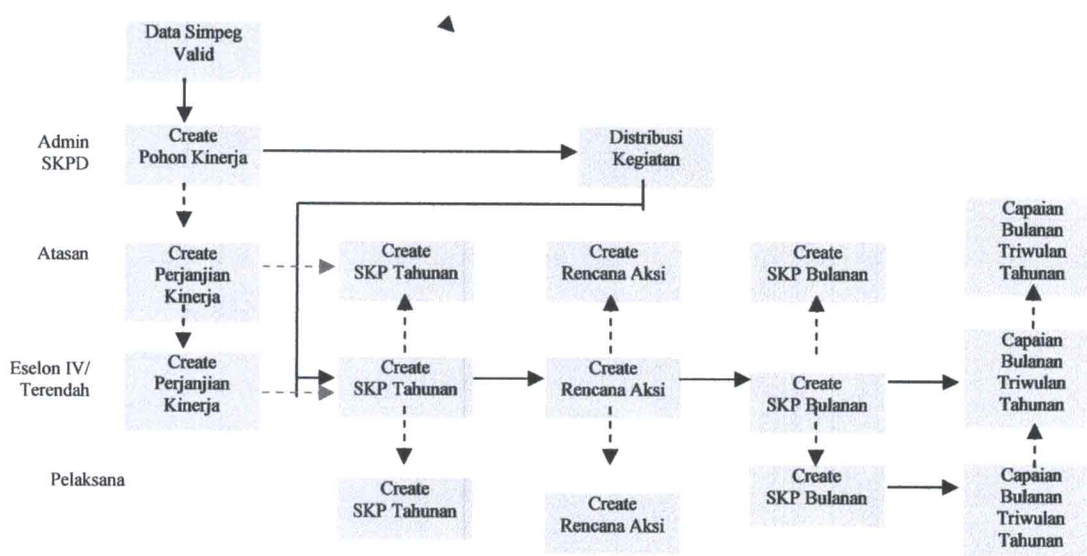 Data Simpeg
Valid
Admin
SKPD
Create
Pohon Kinerja
Distribusi
Kegiatan
Atasan
Create
Perjanjian
Kinerja
Create
SKP Tahunan
Create
Rencana Aksi
Create
SKP Bulanan
Capaian
Bulanan
Triwulan
Tahunan
Eselon IV/
Terendah
Create
Perjanjian
Kinerja
Create
SKP Tahunan
Create
Rencana Aksi
Create
SKP Bulanan
Capaian
Bulanan
Triwulan
Tahunan
Pelaksana
Create
SKP Tahunan
Create
Rencana Aksi
Create
SKP Bulanan
Capaian
Bulanan
Triwulan
Tahunan